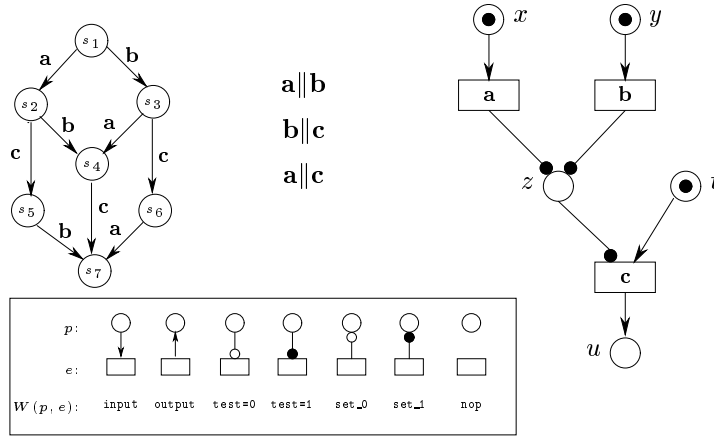 s1
a
b
s2
s3
b
a
c
c
s4
s5
s6
c
b
a
s7
a∥b
b∥c
a∥c
x
y
a
b
z
c
u
p:
e:
W(p, e): input output test=0 test=1 set_0 set_1 nop